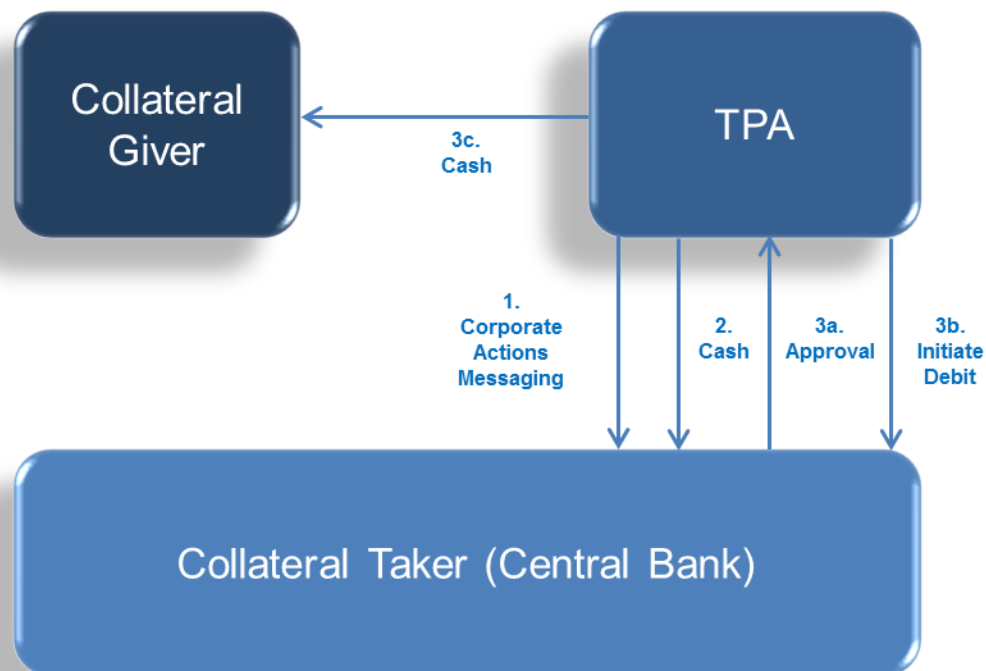 Collateral
Giver
TPA
3c.
Cash
1.
Corporate
Actions
Messaging
2.
Cash
3a.
Approval
3b.
Initiate
Debit
Collateral Taker (Central Bank)